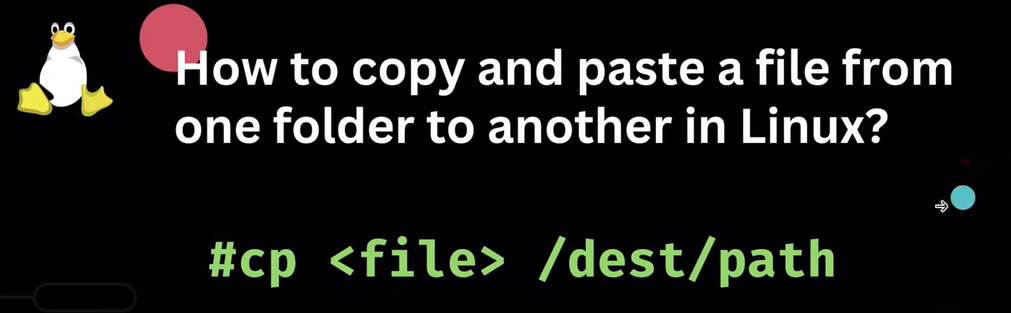 How to copy and paste a file from
one folder to another in Linux?
#cp <file> /dest/path